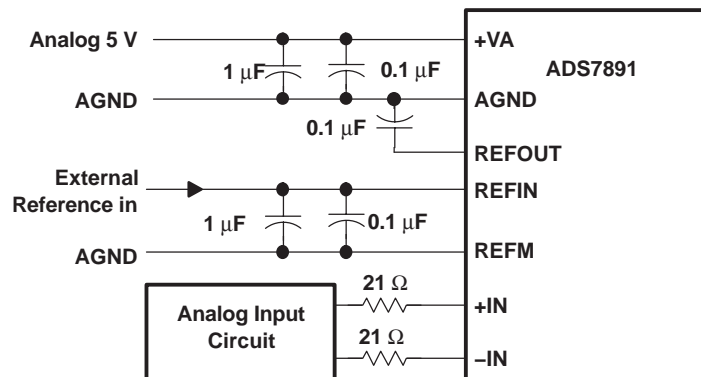 Analog 5 V
+VA
1 μF
0.1 μF
ADS7891
AGND
AGND
0.1 μF
REFOUT
External
Reference in
REFIN
1 μF
0.1 μF
AGND
REFM
21 Ω
+IN
Analog Input
Circuit
21 Ω
−IN